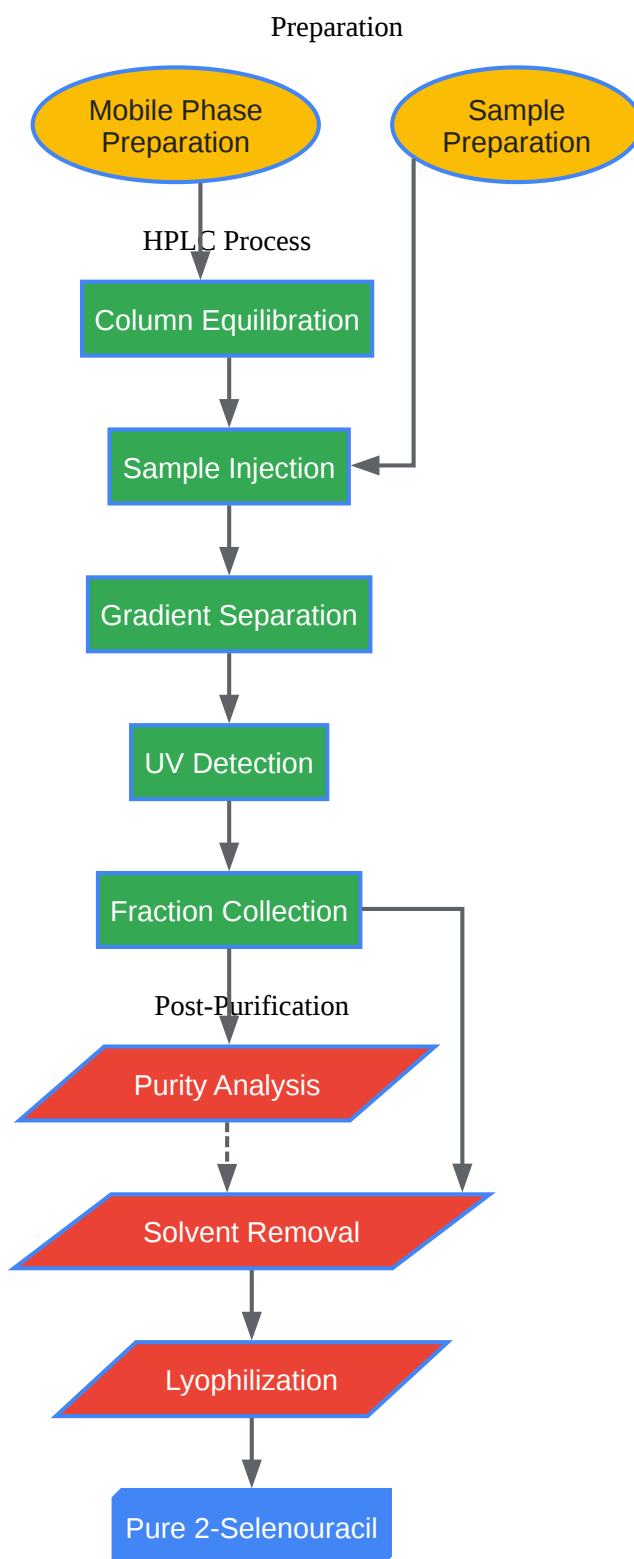 Preparation
Mobile Phase
Preparation
Sample
Preparation
HPLC Process
Column Equilibration
Sample Injection
Gradient Separation
UV Detection
Fraction Collection
Post-Purification
Purity Analysis
Solvent Removal
Lyophilization
Pure 2-Selenouracil